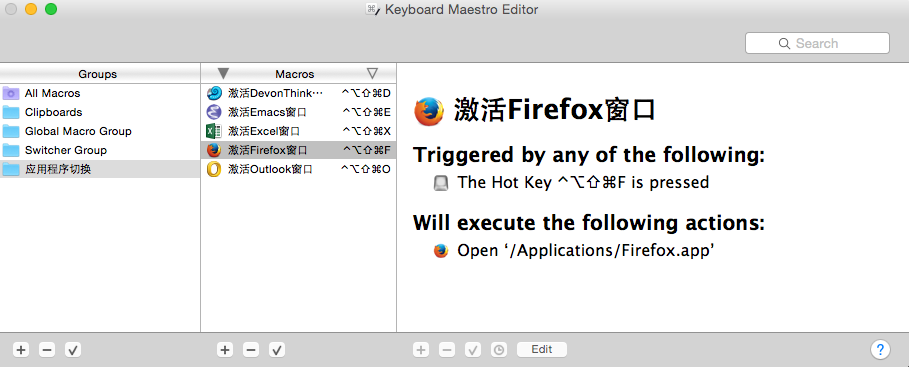 Keyboard Maestro Editor
Search
Groups
Macros
All Macros
Clipboards
Global Macro Group
Switcher Group
应用程序切换
激活DevonThink⋯ ^⌥⇧⌘D
激活Emacs窗口 ^⌥⇧⌘E
激活Excel窗口 ^⌥⇧⌘X
激活Firefox窗口 ^⌥⇧⌘F
激活Outlook窗口 ^⌥⇧⌘O
激活Firefox窗口
Triggered by any of the following:
The Hot Key ^⌥⇧⌘F is pressed
Will execute the following actions:
Open ‘/Applications/Firefox.app’
Edit
?